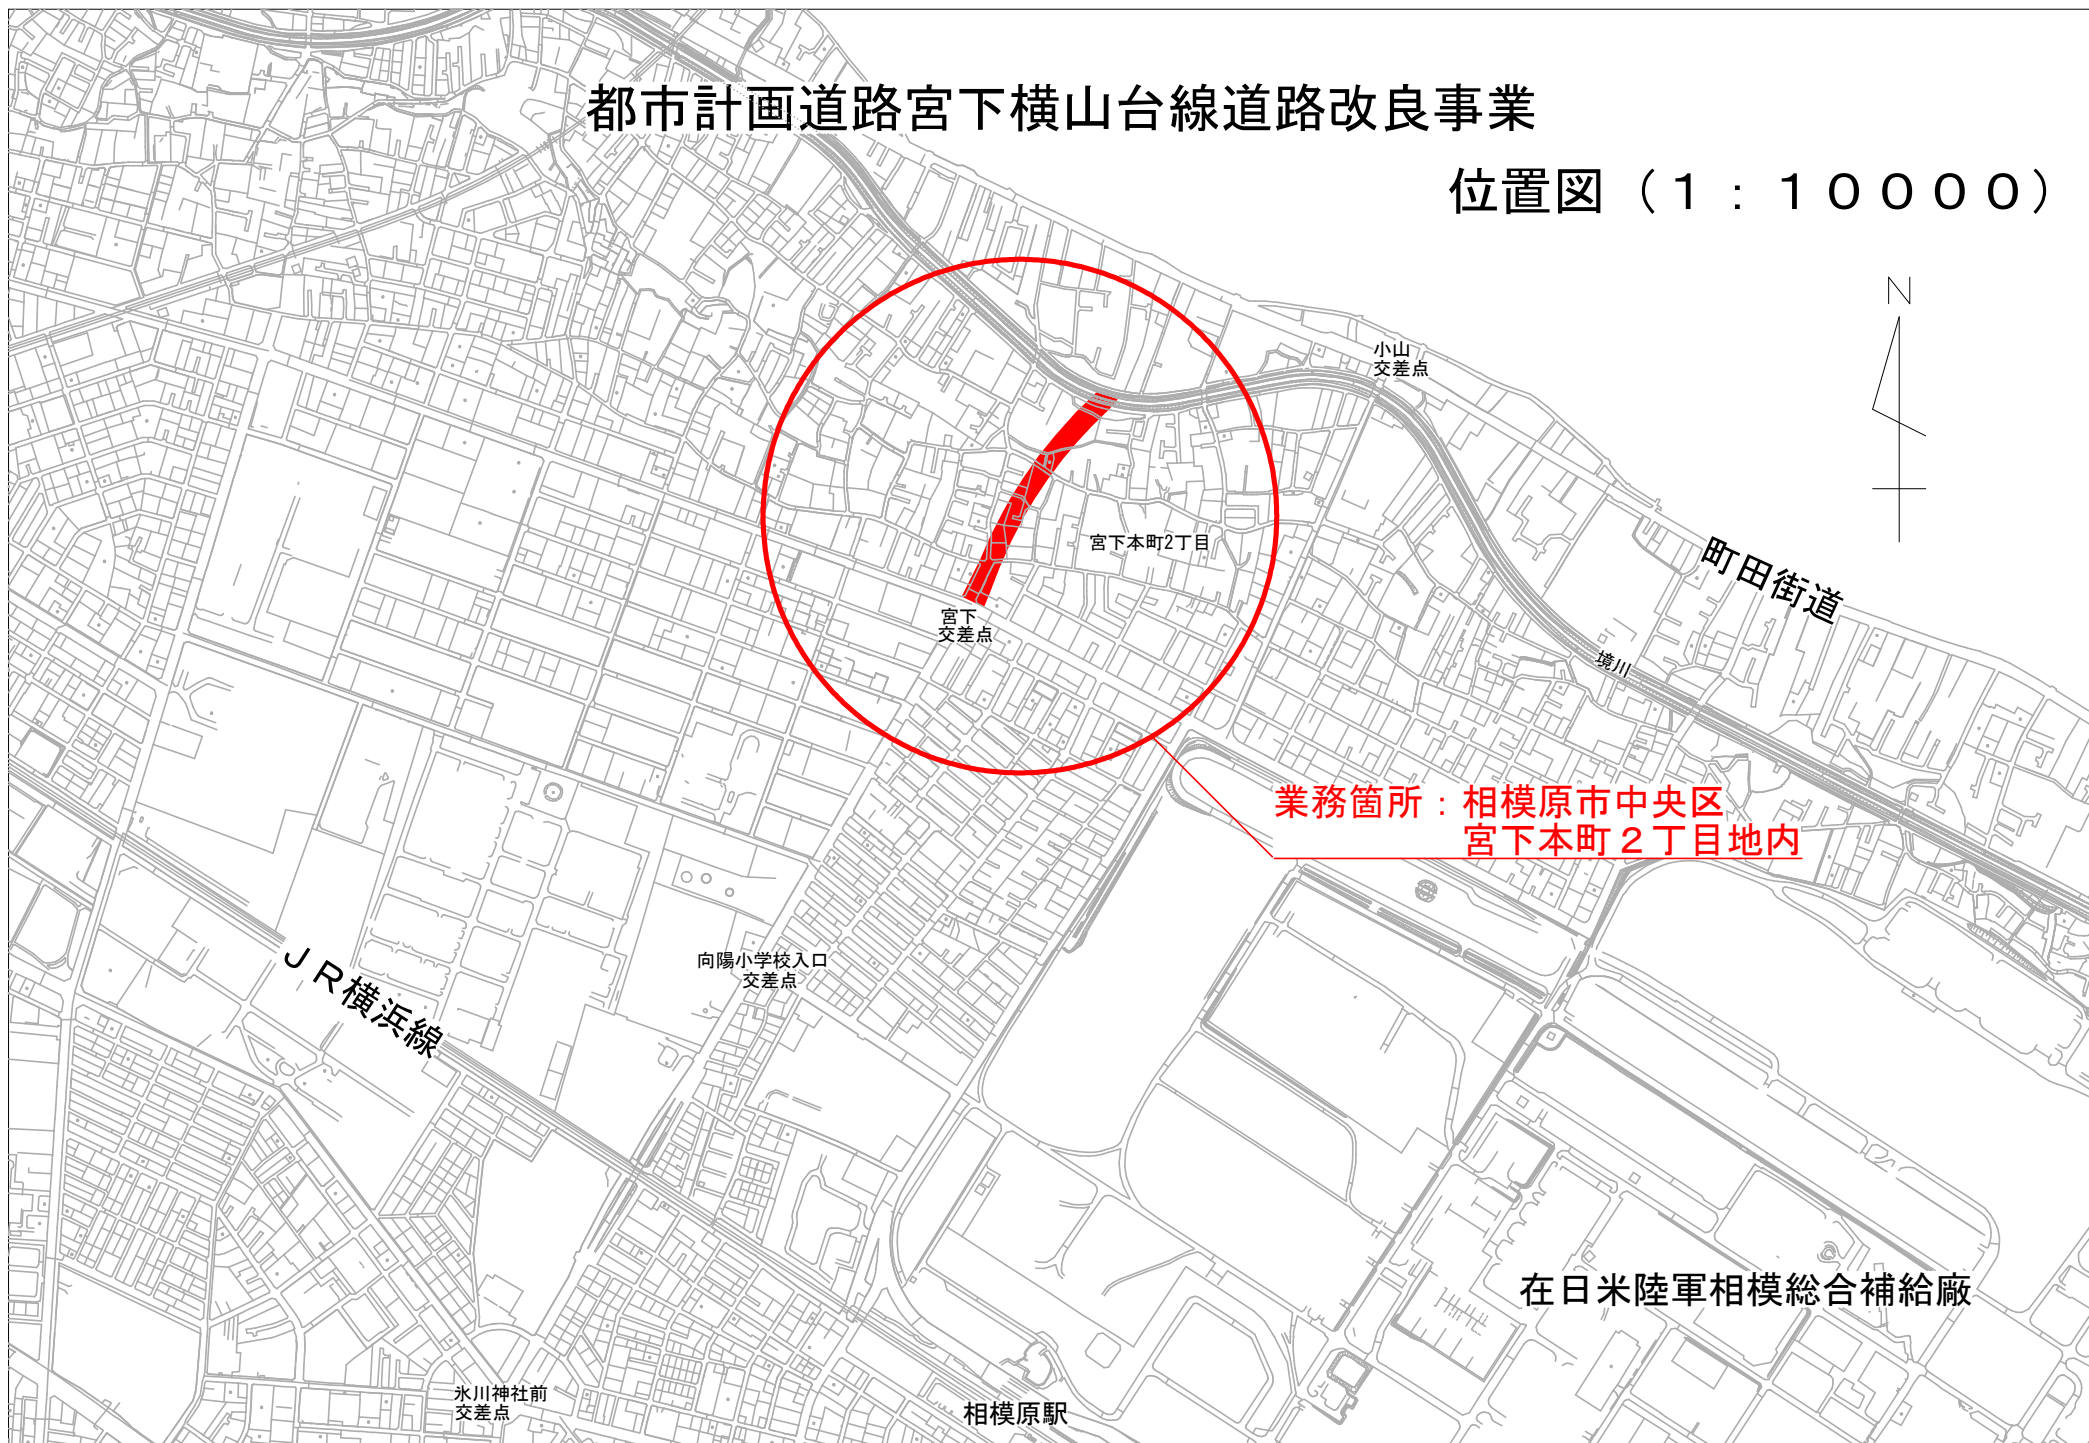 都市計画道路宮下横山台線道路改良事業
位置図（１：１００００）
N
小山
交差点
宮下本町2丁目
町田街道
宮下
交差点
境川
業務箇所：相模原市中央区
宮下本町２丁目地内
向陽小学校入口
交差点
ＪＲ横浜線
在日米陸軍相模総合補給廠
氷川神社前
交差点
相模原駅